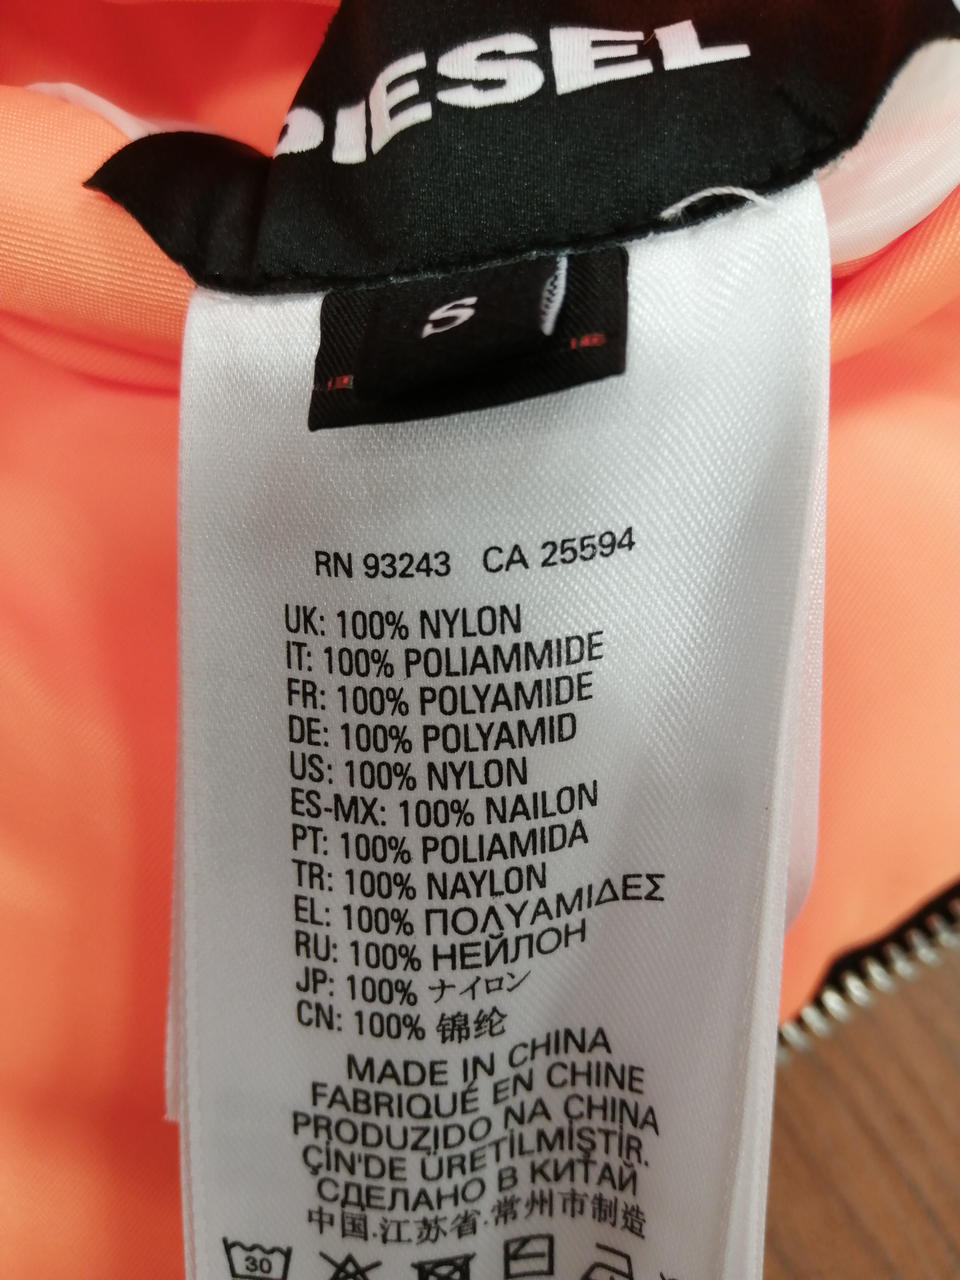 DIESEL
S
RN 93243 CA 25594
UK: 100% NYLON
IT: 100% POLIAMMIDE
FR: 100% POLYAMIDE
DE: 100% POLYAMID
US: 100% NYLON
ES-MX: 100% NAILON
PT: 100% POLIAMIDA
TR: 100% NAYLON
EL: 100% ΠΟΛΥΑΜΙΔΕΣ
RU: 100% НЕЙЛОН
JP: 100% ナイロン
CN: 100% 锦纶
MADE IN CHINA
FABRIQUÉ EN CHINE
PRODUZIDO NA CHINA
ÇİN'DE ÜRETİLMİŞTİR.
СДЕЛАНО В КИТАЙ
中国.江苏省.常州市制造
30